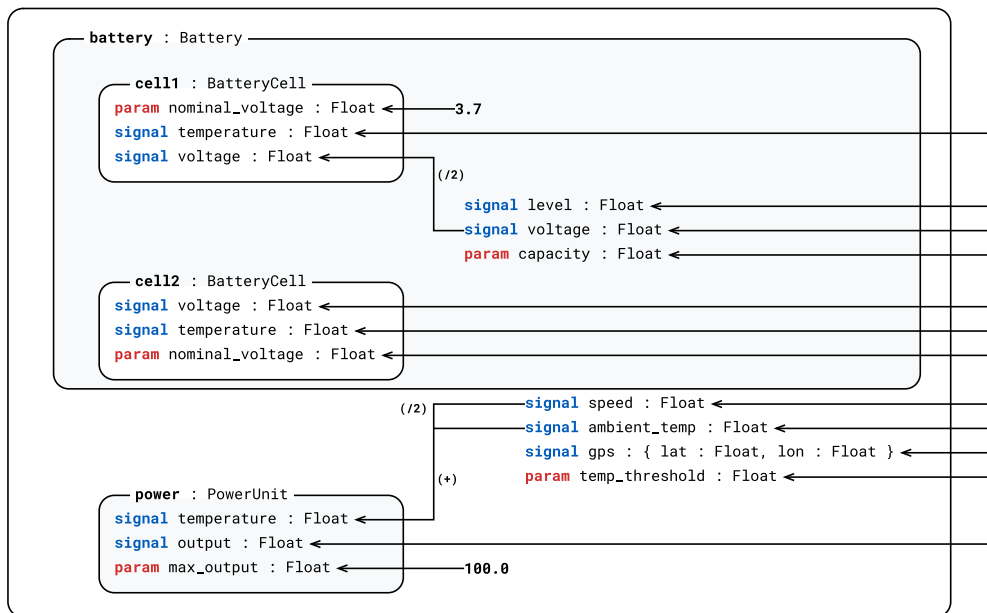 battery : Battery
cell1 : BatteryCell
param nominal_voltage : Float
3.7
signal temperature : Float
signal voltage : Float
(/2)
signal level : Float
signal voltage : Float
param capacity : Float
cell2 : BatteryCell
signal voltage : Float
signal temperature : Float
param nominal_voltage : Float
(/2)
signal speed : Float
signal ambient_temp : Float
signal gps : { lat : Float, lon : Float }
param temp_threshold : Float
(+)
power : PowerUnit
signal temperature : Float
signal output : Float
param max_output : Float
100.0